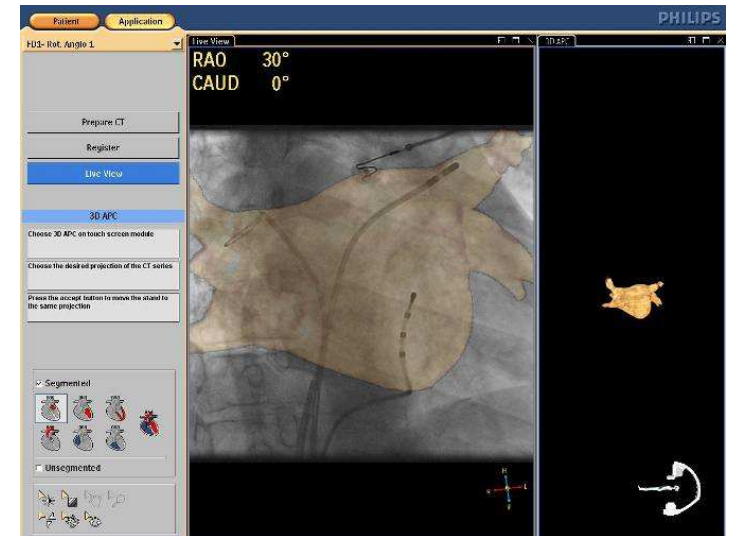 Patient
Application
PHILIPS
FD1- Rot. Angio 1
Live View
3D APC
RAO 30°
CAUD 0°
Prepare CT
Register
Live View
3D APC
Choose 3D APC on touch screen module
Choose the desired projection of the CT series
Press the accept button to move the stand to
the same projection
Segmented
Unsegmented
H
R
L
F